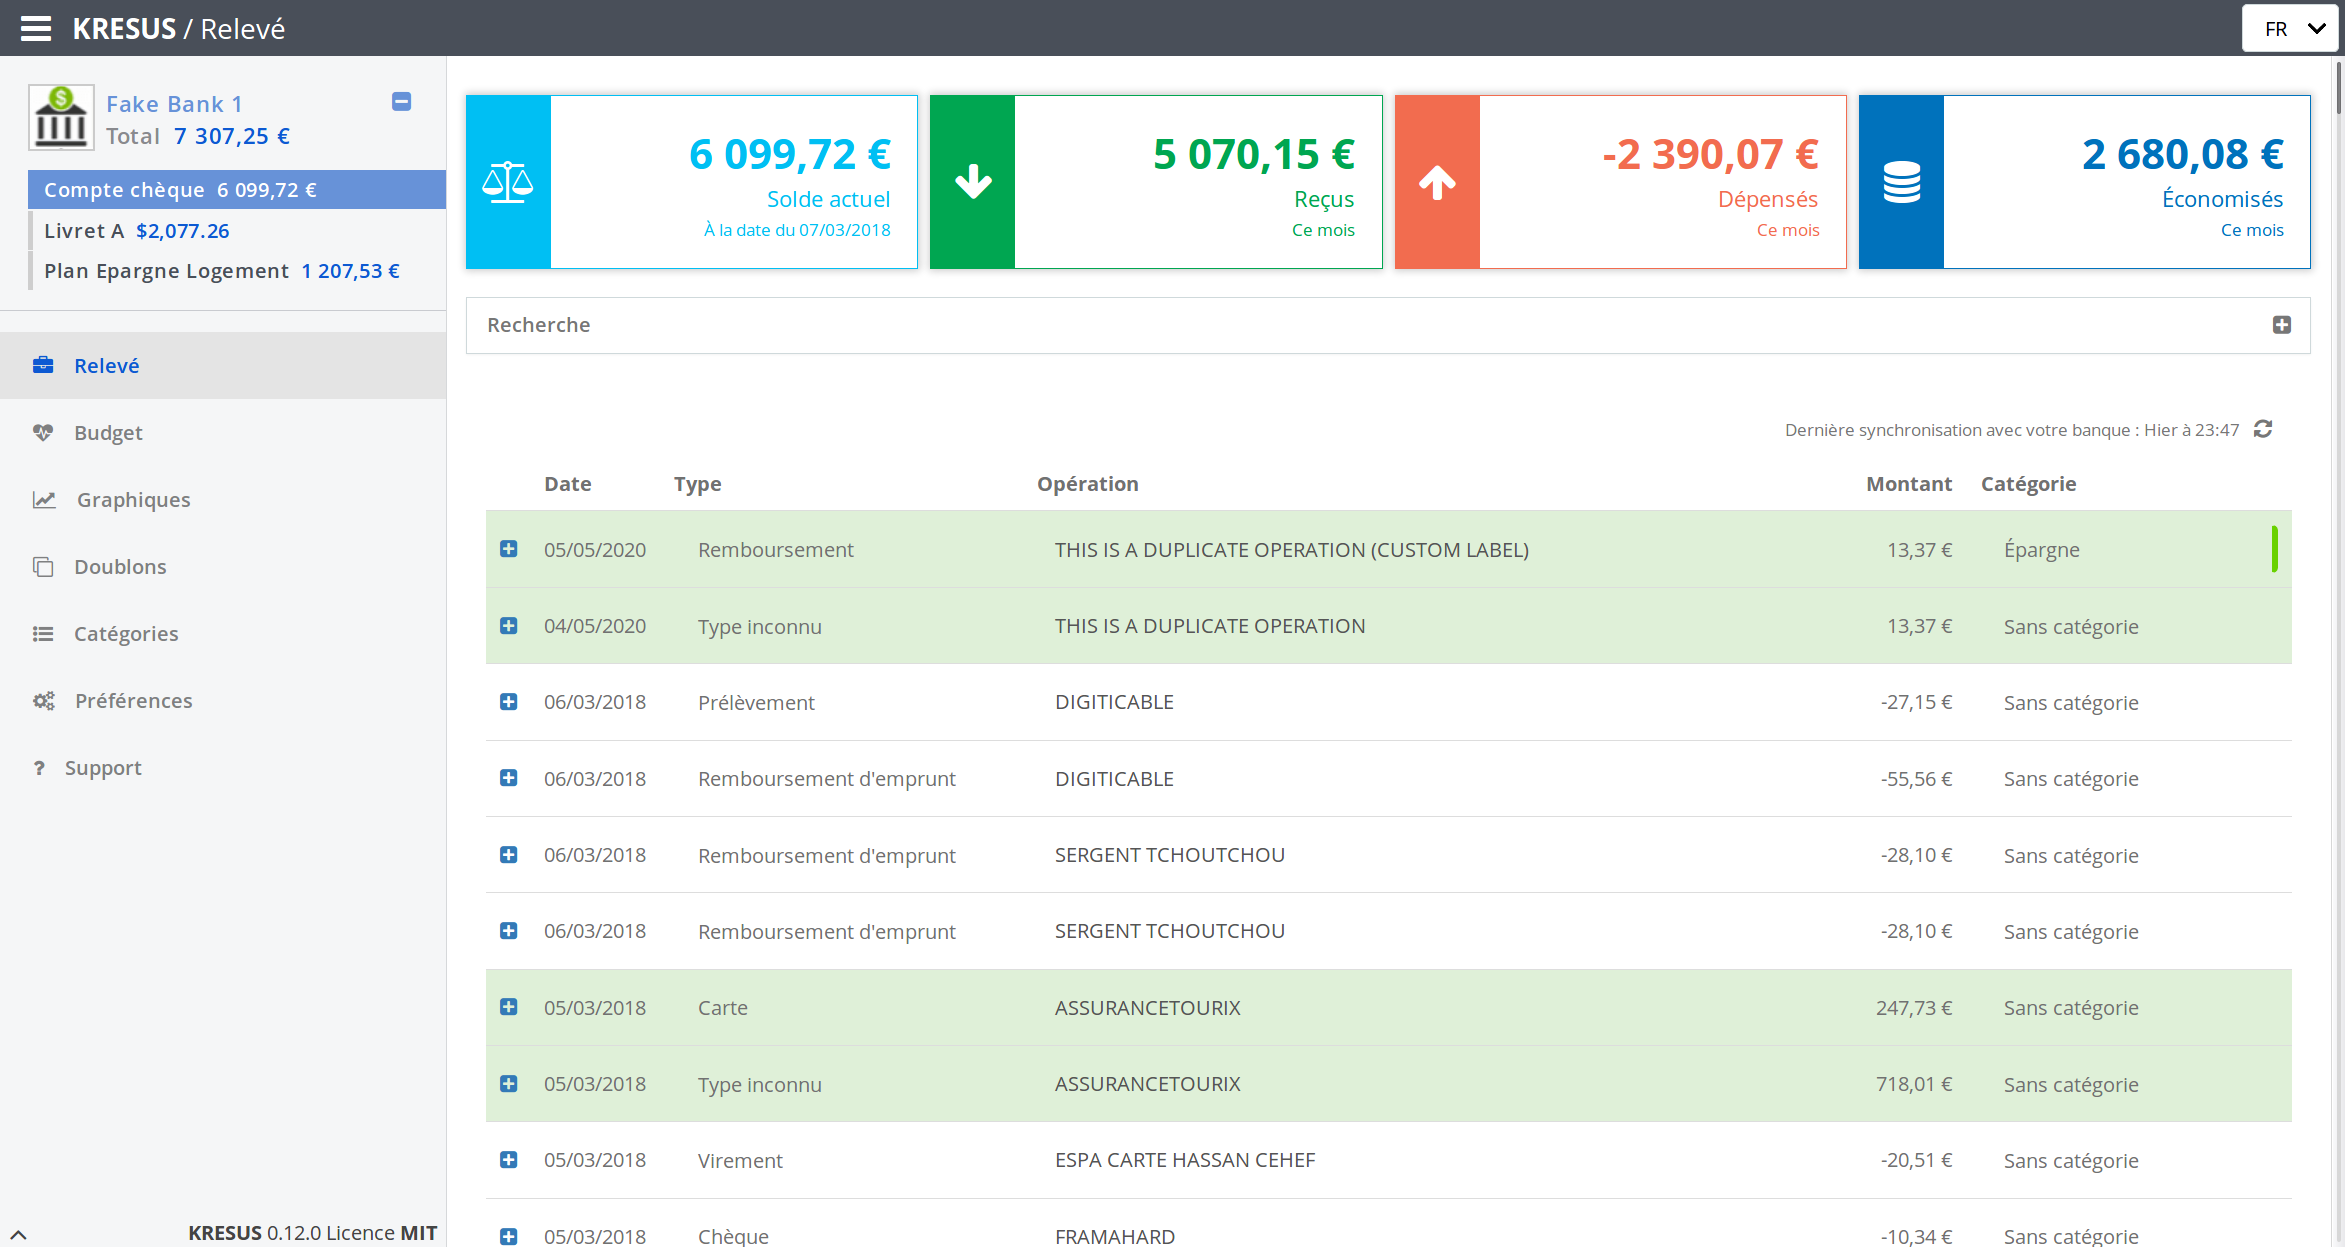 KRESUS / Relevé
FR
Fake Bank 1
Total 7 307,25 €
Compte chèque 6 099,72 €
Livret A $2,077.26
Plan Epargne Logement 1 207,53 €
Relevé
Budget
Graphiques
Doublons
Catégories
Préférences
? Support
KRESUS 0.12.0 Licence MIT
6 099,72 €
Solde actuel
À la date du 07/03/2018
5 070,15 €
Reçus
Ce mois
-2 390,07 €
Dépensés
Ce mois
2 680,08 €
Économisés
Ce mois
Recherche
Dernière synchronisation avec votre banque : Hier à 23:47
Date Type Opération Montant Catégorie
05/05/2020 Remboursement THIS IS A DUPLICATE OPERATION (CUSTOM LABEL) 13,37 € Épargne
04/05/2020 Type inconnu THIS IS A DUPLICATE OPERATION 13,37 € Sans catégorie
06/03/2018 Prélèvement DIGITICABLE -27,15 € Sans catégorie
06/03/2018 Remboursement d'emprunt DIGITICABLE -55,56 € Sans catégorie
06/03/2018 Remboursement d'emprunt SERGENT TCHOUTCHOU -28,10 € Sans catégorie
06/03/2018 Remboursement d'emprunt SERGENT TCHOUTCHOU -28,10 € Sans catégorie
05/03/2018 Carte ASSURANCETOURIX 247,73 € Sans catégorie
05/03/2018 Type inconnu ASSURANCETOURIX 718,01 € Sans catégorie
05/03/2018 Virement ESPA CARTE HASSAN CEHEF -20,51 € Sans catégorie
05/03/2018 Chèque FRAMAHARD -10,34 € Sans catégorie